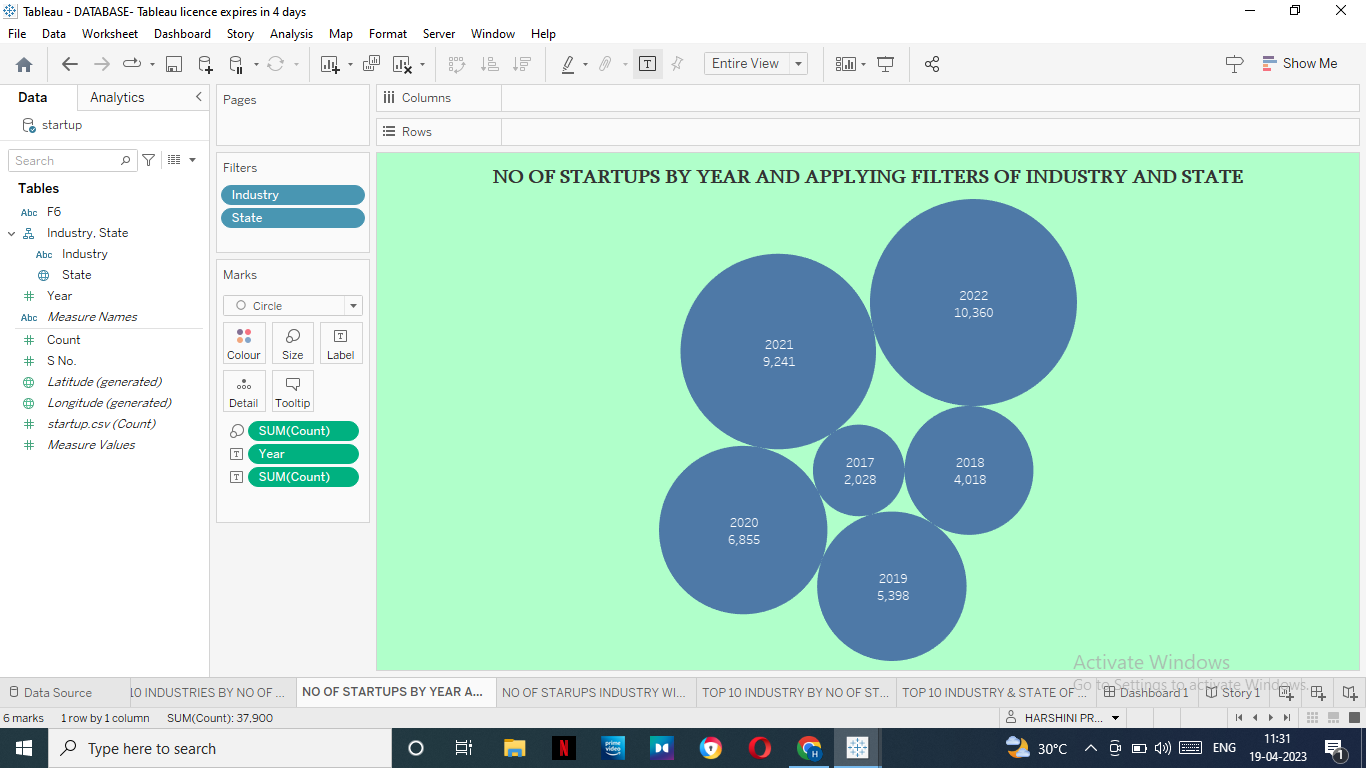 Tableau - DATABASE- Tableau licence expires in 4 days
File Data Worksheet Dashboard Story Analysis Map Format Server Window Help
Entire View
Show Me
Data Analytics
startup
Search
Tables
Abc F6
Industry, State
Abc Industry
State
Year
Abc Measure Names
Count
S No.
Latitude (generated)
Longitude (generated)
startup.csv (Count)
Measure Values
Pages
Filters
Industry
State
Marks
Circle
Colour Size Label
Detail Tooltip
SUM(Count)
Year
SUM(Count)
Columns
Rows
NO OF STARTUPS BY YEAR AND APPLYING FILTERS OF INDUSTRY AND STATE
2022
10,360
2021
9,241
2017
2,028
2018
4,018
2020
6,855
2019
5,398
Activate Windows
Go to Settings to activate Windows.
Data Source
10 INDUSTRIES BY NO OF ...
NO OF STARTUPS BY YEAR A...
NO OF STARUPS INDUSTRY WI...
TOP 10 INDUSTRY BY NO OF ST...
TOP 10 INDUSTRY & STATE OF ...
Dashboard 1
Story 1
6 marks 1 row by 1 column SUM(Count): 37,900
HARSHINI PR...
Type here to search
N
prime video
H
30°C
ENG
11:31
19-04-2023
1